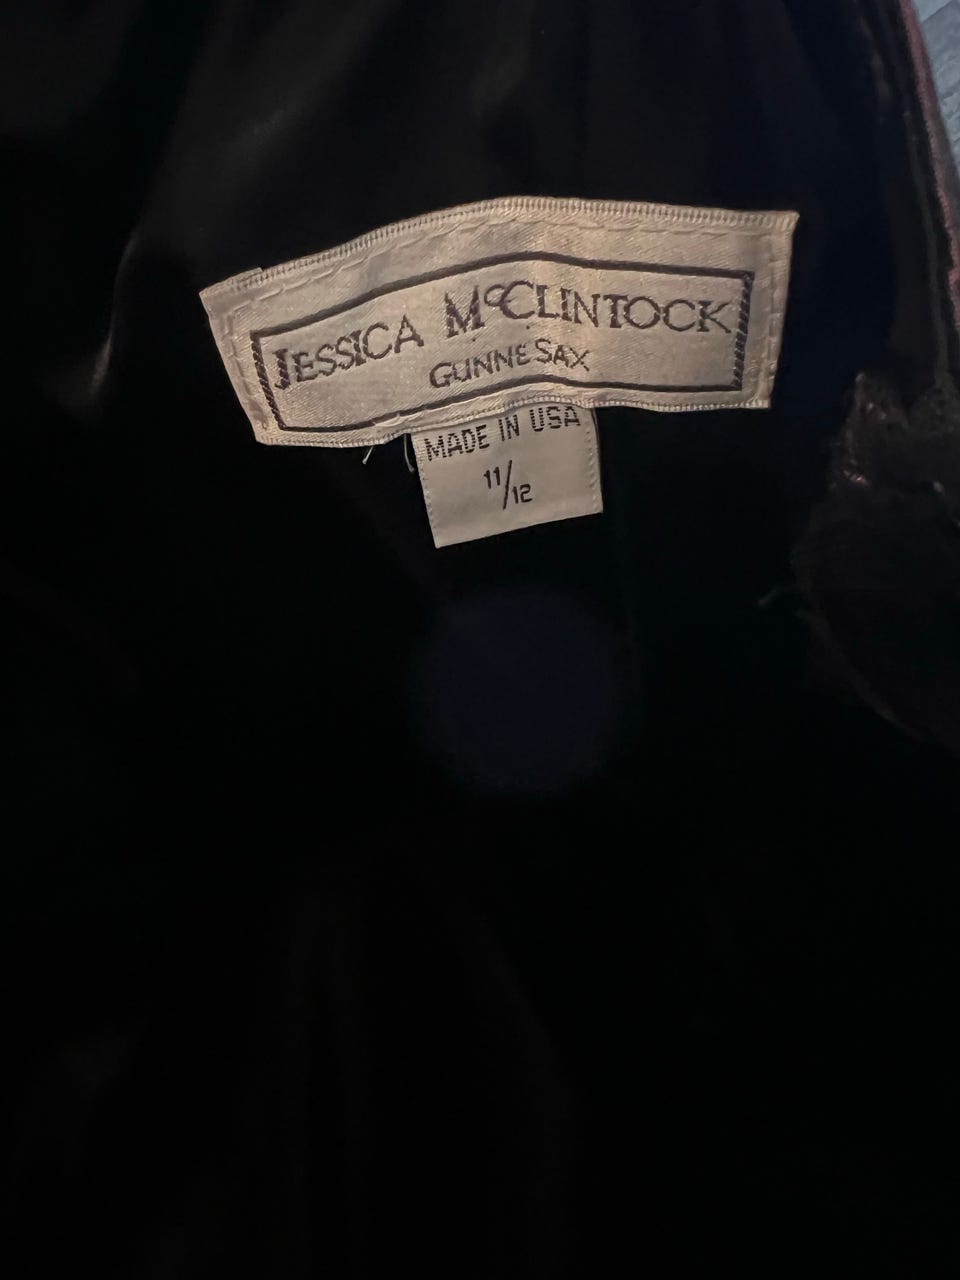 JESSICA McCLINTOCK
GUNNE SAX
MADE IN USA
11/12